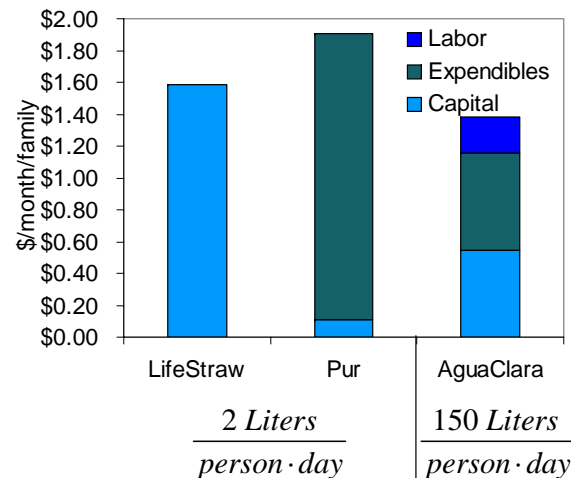 $2.00
$1.80
$1.60
$1.40
$1.20
$1.00
$0.80
$0.60
$0.40
$0.20
$0.00
$/month/family
Labor
Expendibles
Capital
LifeStraw Pur AguaClara
2 Liters 150 Liters
person · day person · day